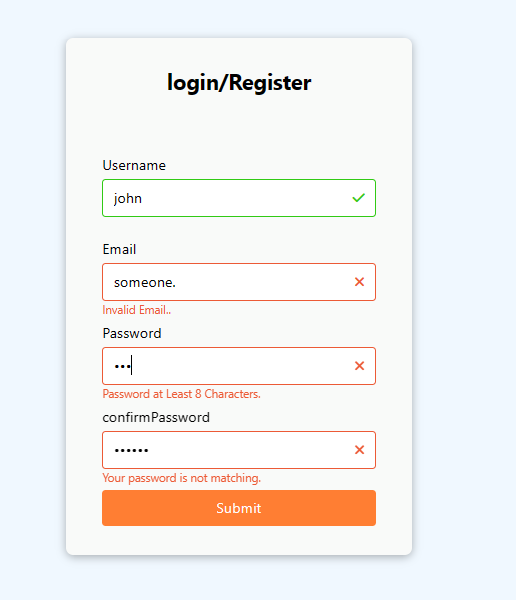 login/Register
Username
john
Email
someone.
Invalid Email..
Password
•••
Password at Least 8 Characters.
confirmPassword
••••••
Your password is not matching.
Submit